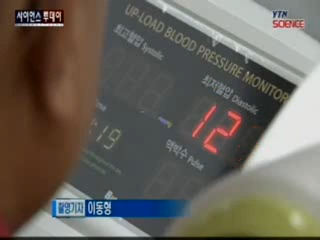 사이언스 투데이
YTN
SCIENCE
UP-LOAD BLOOD PRESSURE MONITOR
최고혈압 Systolic
최저혈압 Diastolic
12
mmHg
:19
맥박수 Pulse
촬영기자 이동형